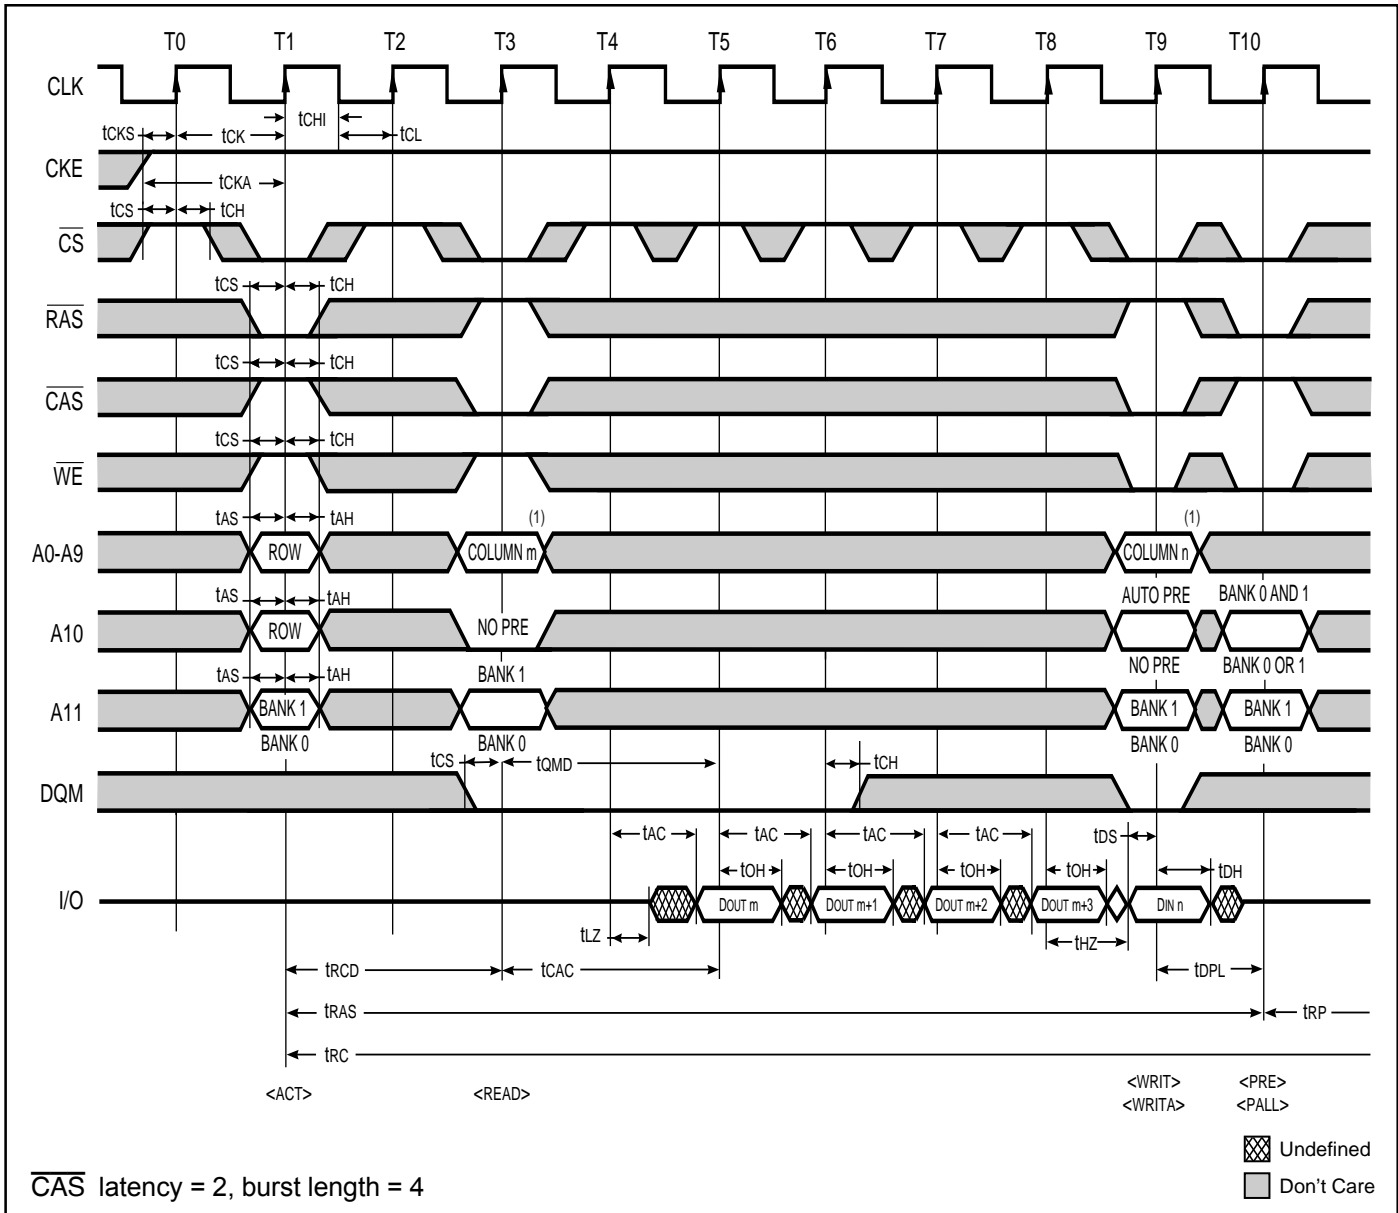 T0 T1 T2 T3 T4 T5 T6 T7 T8 T9 T10
CLK
tCHI
tCKS tCK tCL
CKE
tCKA
tCS tCH
CS
tCS tCH
RAS
tCS tCH
CAS
tCS tCH
WE
tAS tAH (1) (1)
A0-A9 ROW COLUMN m COLUMN n
tAS tAH AUTO PRE BANK 0 AND 1
A10 ROW NO PRE
tAS tAH BANK 1 NO PRE BANK 0 OR 1
A11 BANK 1 BANK 1 BANK 1
BANK 0 BANK 0 BANK 0 BANK 0
tCS tQMD tCH
DQM
tAC tAC tAC tAC tDS
tOH tOH tOH tOH tDH
I/O DOUT m DOUT m+1 DOUT m+2 DOUT m+3 DIN n
tLZ tHZ
tRCD tCAC tDPL
tRAS tRP
tRC
<ACT> <READ> <WRIT> <PRE>
<WRITA> <PALL>
Undefined
CAS latency = 2, burst length = 4 Don't Care